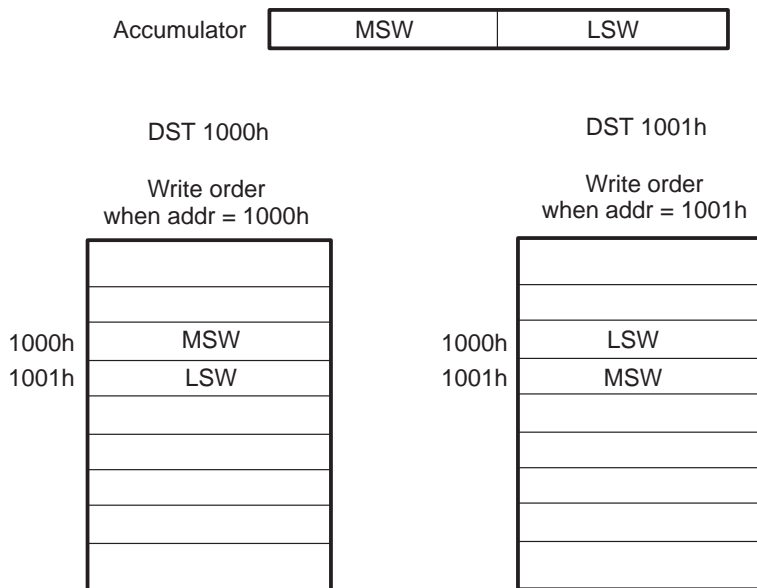 Accumulator MSW LSW
DST 1000h
Write order
when addr = 1000h
1000h MSW
1001h LSW
DST 1001h
Write order
when addr = 1001h
1000h LSW
1001h MSW